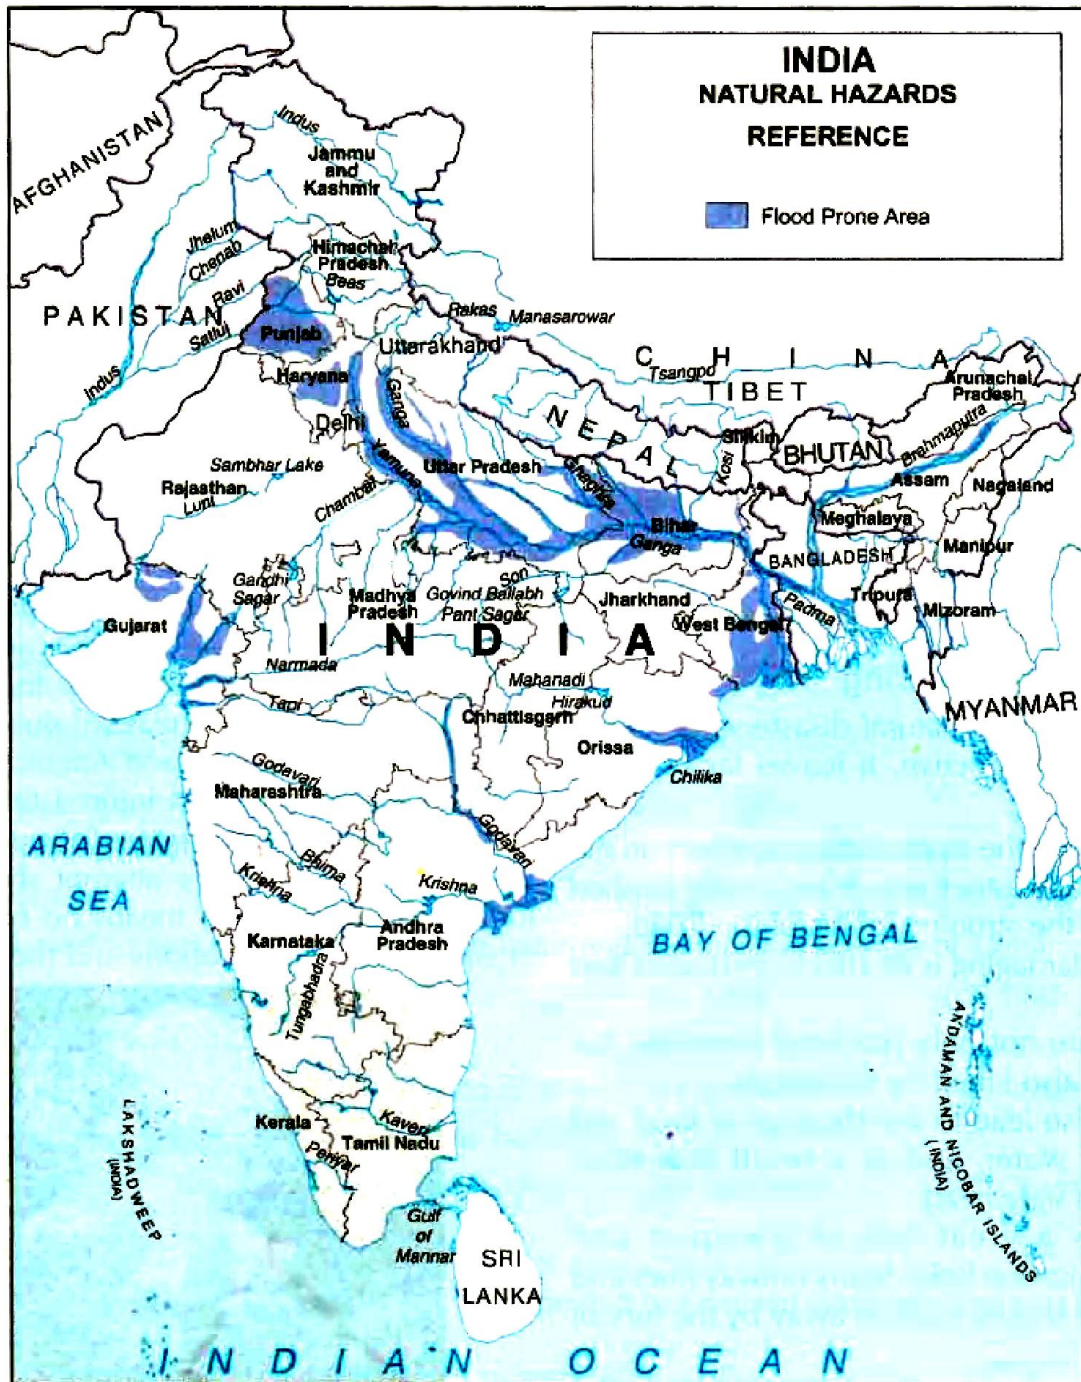 INDIA
NATURAL HAZARDS
REFERENCE
Flood Prone Area
AFGHANISTAN
Indus
Jammu
and
Kashmir
Jhelum
Chenab
Himachal
Pradesh
Beas
Ravi
PAKISTAN
Satluj
Punjab
Rakas
Manasarowar
Uttarakhand
Indus
Haryana
Ganga
Delhi
CHINA
Tsangpo
TIBET
Arunachal
Pradesh
NEPAL
Sikkim
BHUTAN
Brahmaputra
Kosi
Yamuna
Uttar Pradesh
Ghaghra
Assam
Nagaland
Sambhar Lake
Rajasthan
Luni
Chambal
Bihar
Ganga
Meghalaya
Manipur
BANGLADESH
Gandhi
Sagar
Madhya
Pradesh
Son
Govind Ballabh
Pant Sagar
Jharkhand
Tripura
Mizoram
Padma
West Bengal
Gujarat
INDIA
Narmada
Mahanadi
Hirakud
Tapi
Chhattisgarh
Orissa
MYANMAR
Chilika
Godavari
Maharashtra
Godavari
ARABIAN
SEA
Bhima
Krishna
Krishna
Andhra
Pradesh
Karnataka
BAY OF BENGAL
Tungabhadra
Kaveri
Kerala
Tamil Nadu
Periyar
LAKSHADWEEP
(INDIA)
ANDAMAN AND NICOBAR ISLANDS
(INDIA)
Gulf
of
Mannar
SRI
LANKA
INDIAN OCEAN